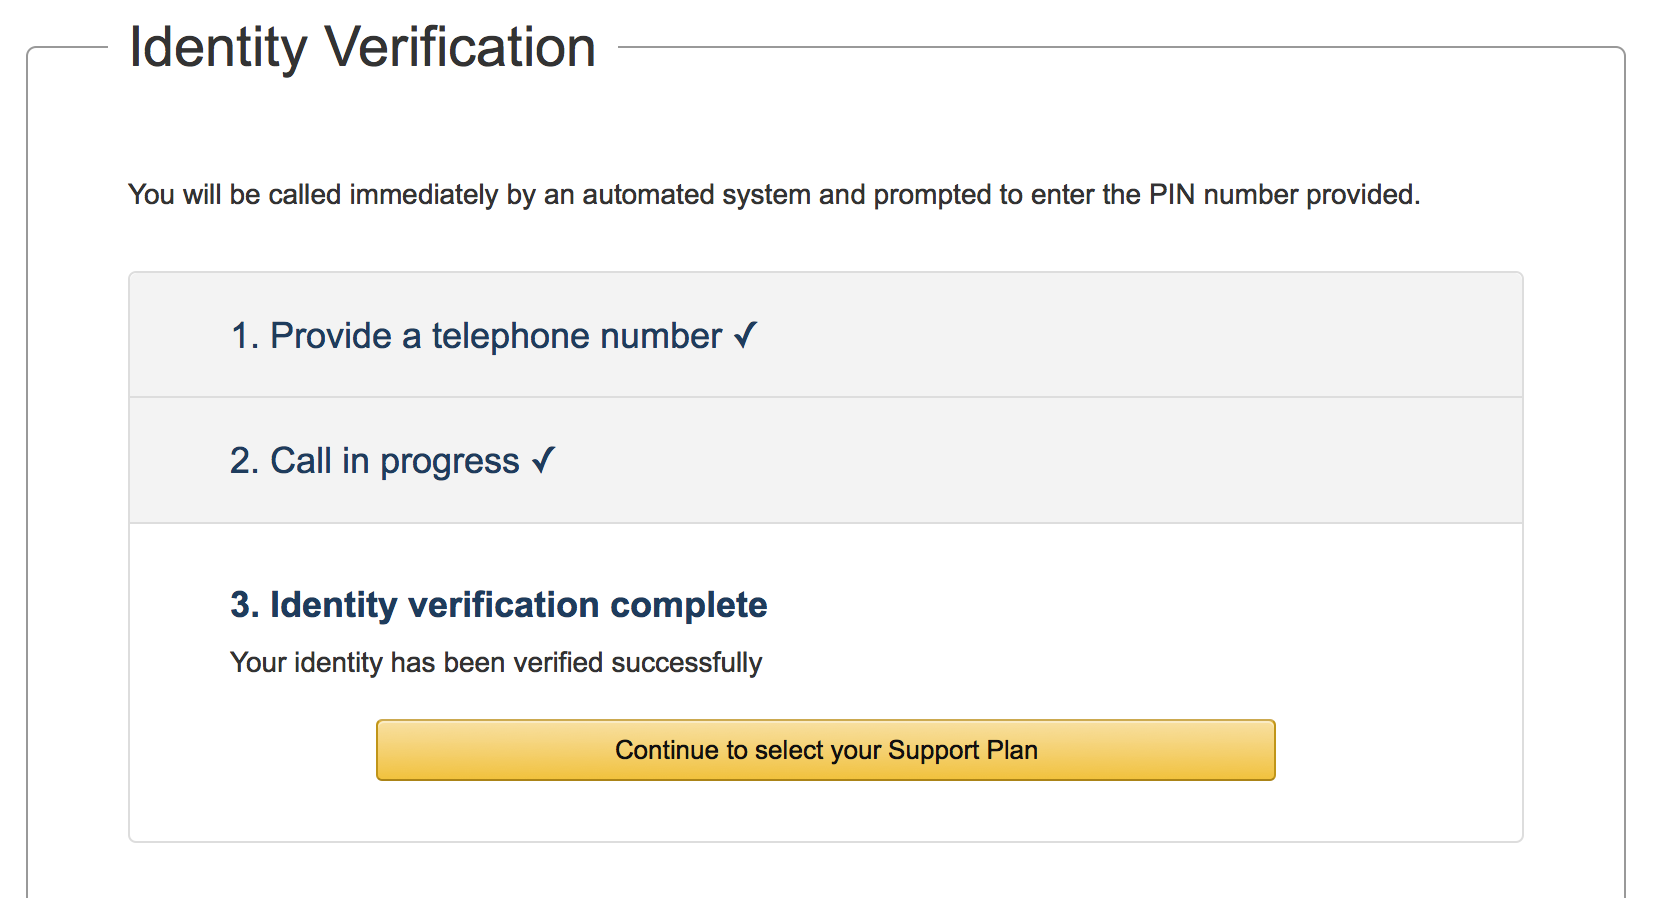 Identity Verification
You will be called immediately by an automated system and prompted to enter the PIN number provided.
1. Provide a telephone number ✓
2. Call in progress ✓
3. Identity verification complete
Your identity has been verified successfully
Continue to select your Support Plan